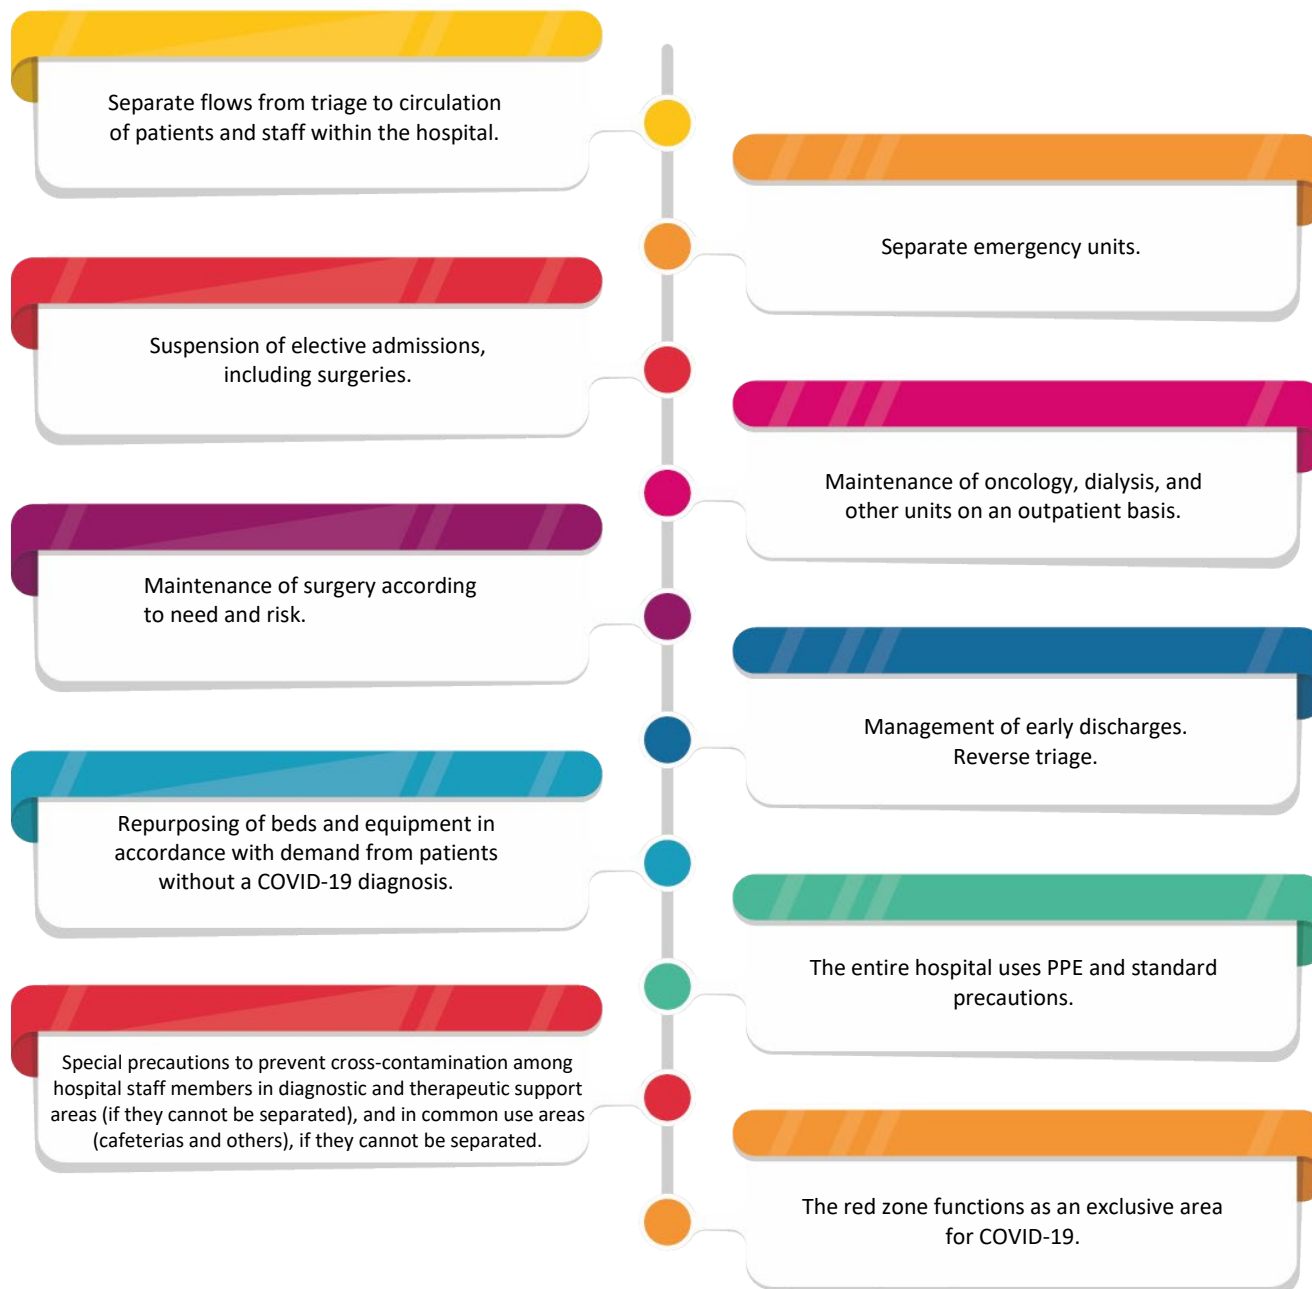 Separate flows from triage to circulation
of patients and staff within the hospital.
Separate emergency units.
Suspension of elective admissions,
including surgeries.
Maintenance of oncology, dialysis, and
other units on an outpatient basis.
Maintenance of surgery according
to need and risk.
Management of early discharges.
Reverse triage.
Repurposing of beds and equipment in
accordance with demand from patients
without a COVID-19 diagnosis.
The entire hospital uses PPE and standard
precautions.
Special precautions to prevent cross-contamination among
hospital staff members in diagnostic and therapeutic support
areas (if they cannot be separated), and in common use areas
(cafeterias and others), if they cannot be separated.
The red zone functions as an exclusive area
for COVID-19.